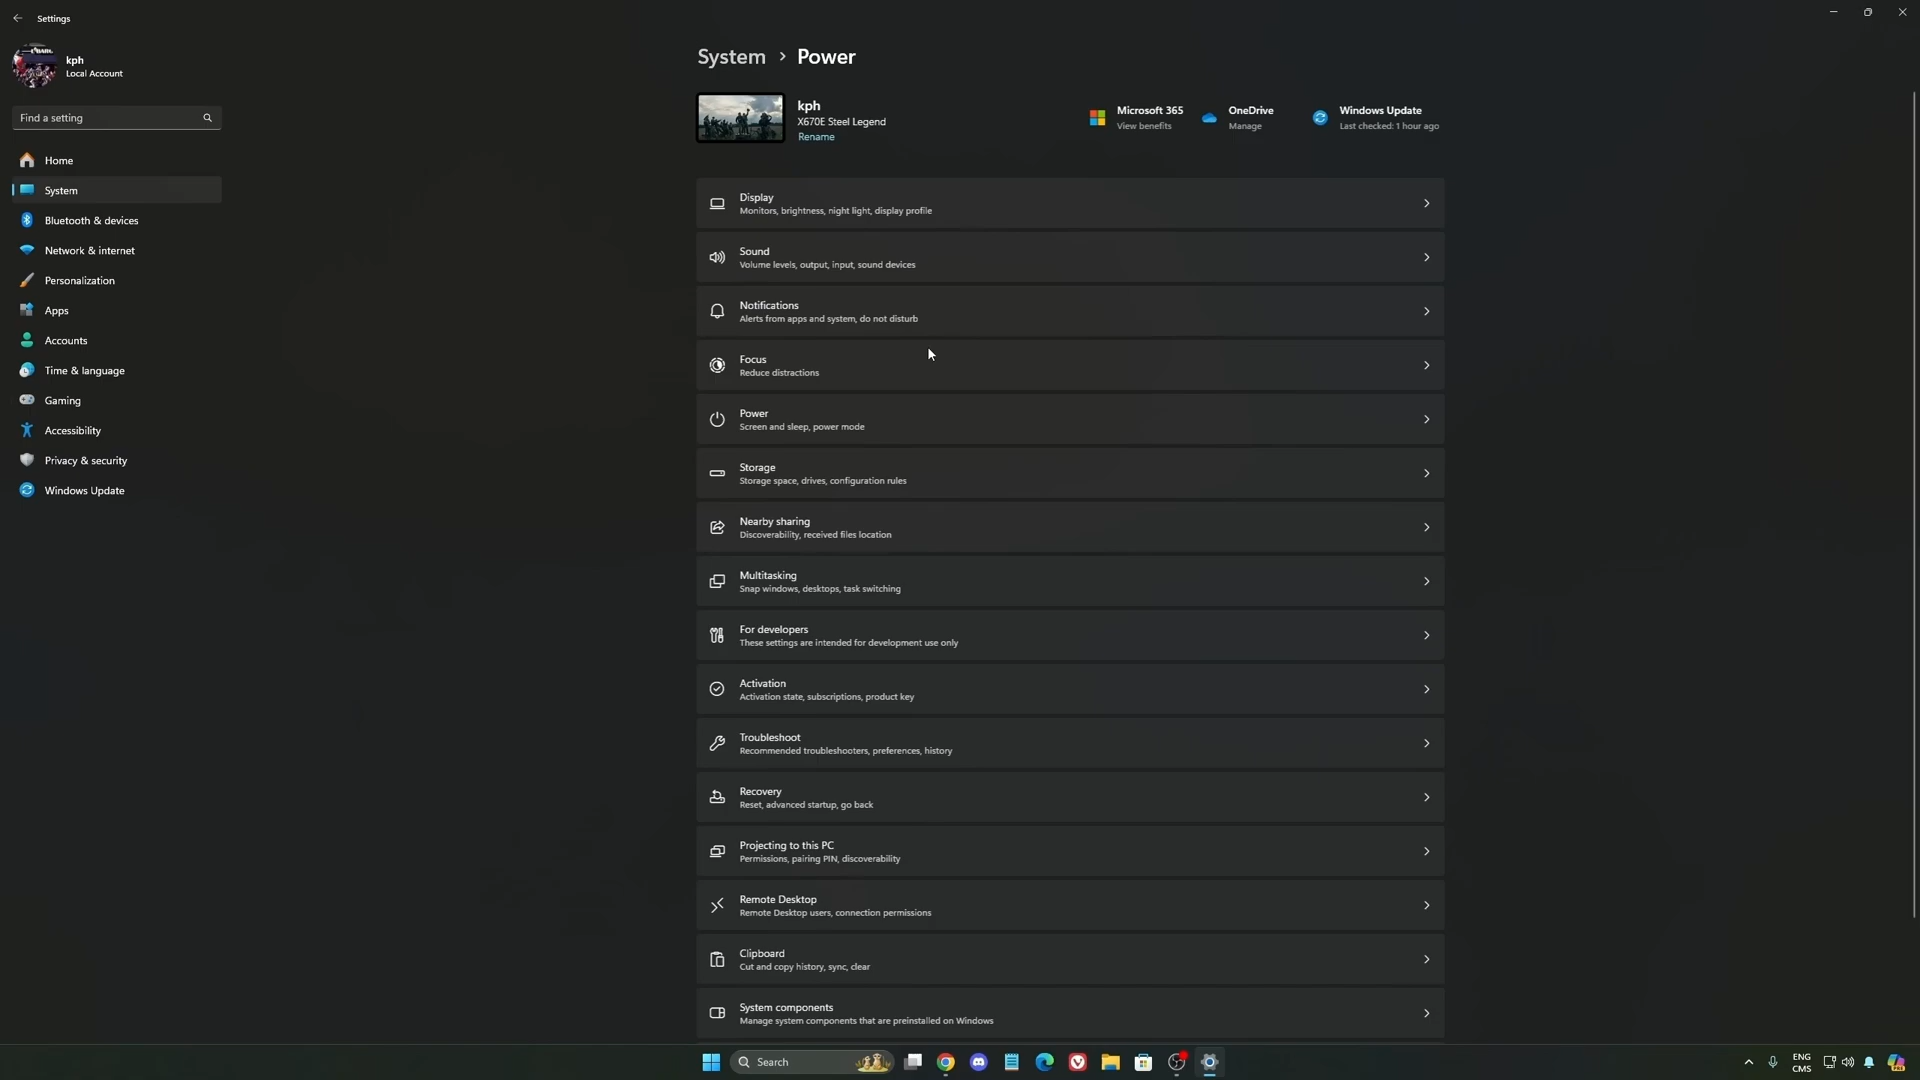 Settings
kph
Local Account
Find a setting
Home
System
Bluetooth & devices
Network & internet
Personalization
Apps
Accounts
Time & language
Gaming
Accessibility
Privacy & security
Windows Update
System > Power
kph
X670E Steel Legend
Rename
Microsoft 365
View benefits
OneDrive
Manage
Windows Update
Last checked: 1 hour ago
Display
Monitors, brightness, night light, display profile
Sound
Volume levels, output, input, sound devices
Notifications
Alerts from apps and system, do not disturb
Focus
Reduce distractions
Power
Screen and sleep, power mode
Storage
Storage space, drives, configuration rules
Nearby sharing
Discoverability, received files location
Multitasking
Snap windows, desktops, task switching
For developers
These settings are intended for development use only
Activation
Activation state, subscriptions, product key
Troubleshoot
Recommended troubleshooters, preferences, history
Recovery
Reset, advanced startup, go back
Projecting to this PC
Permissions, pairing PIN, discoverability
Remote Desktop
Remote Desktop users, connection permissions
Clipboard
Cut and copy history, sync, clear
System components
Manage system components that are preinstalled on Windows
Search
ENG
CMS